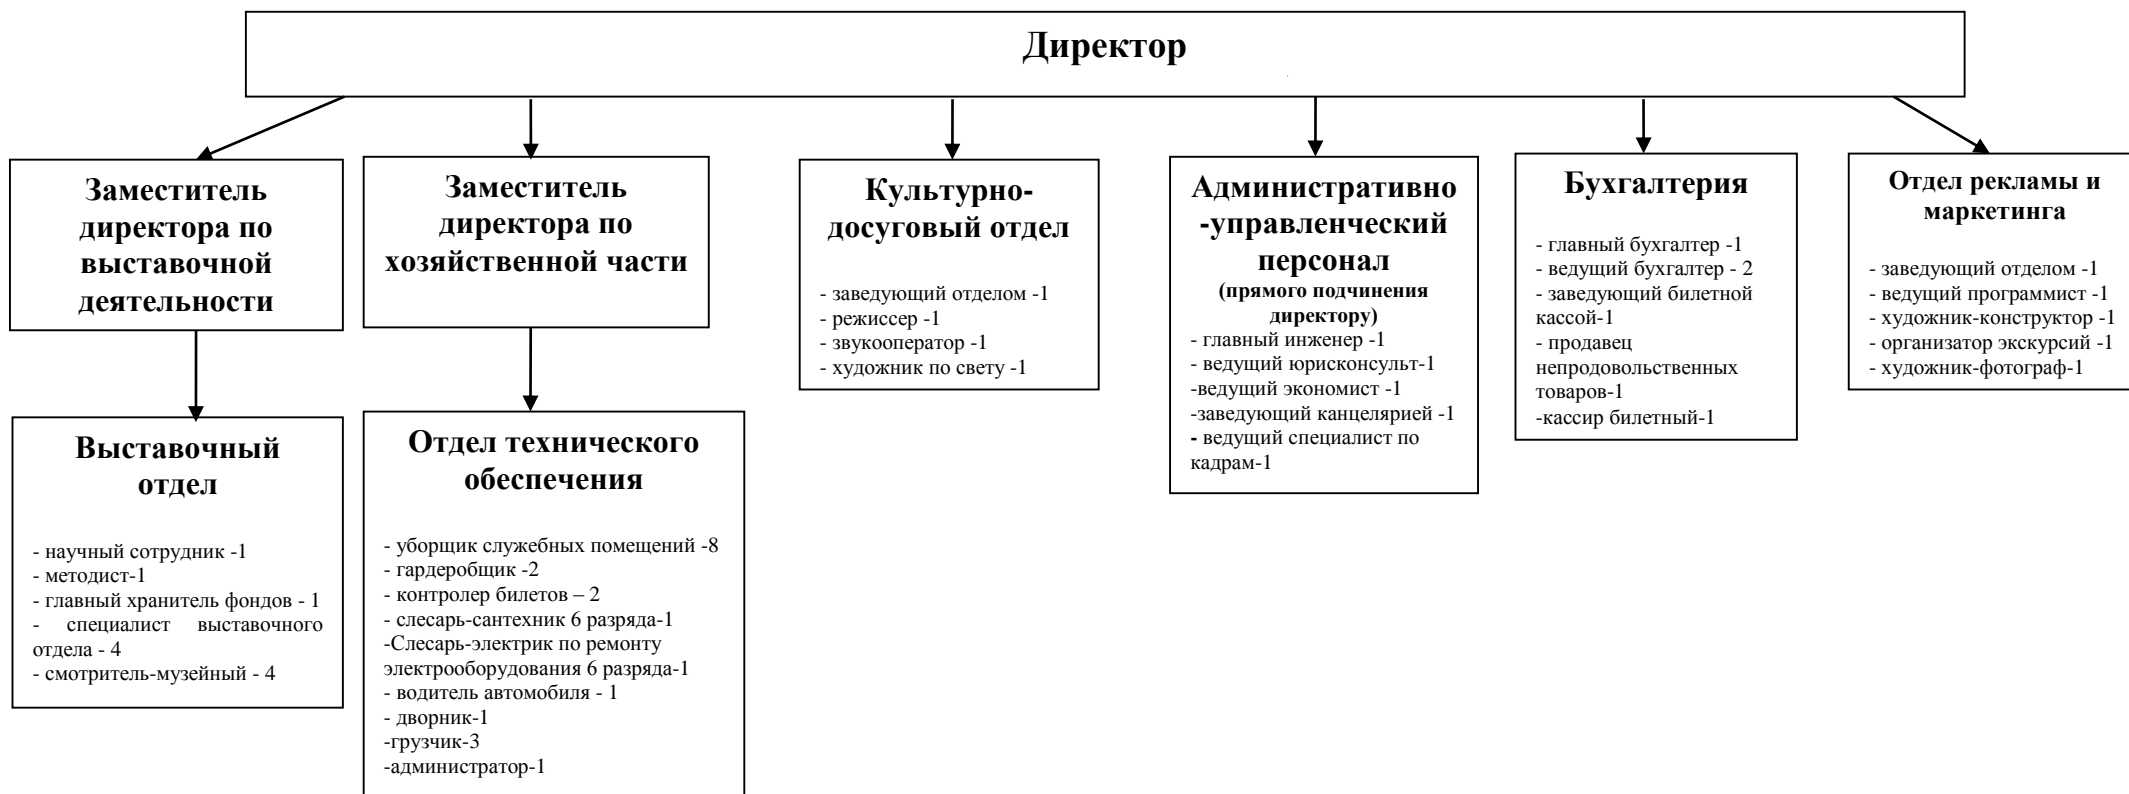 Директор
Заместитель
директора по
выставочной
деятельности
Заместитель
директора по
хозяйственной части
Культурно-
досуговый отдел
- заведующий отделом -1
- режиссер -1
- звукооператор -1
- художник по свету -1
Административно
-управленческий
персонал
(прямого подчинения
директору)
- главный инженер -1
- ведущий юрисконсульт-1
-ведущий экономист -1
-заведующий канцелярией -1
- ведущий специалист по
кадрам-1
Бухгалтерия
- главный бухгалтер -1
- ведущий бухгалтер - 2
- заведующий билетной
кассой-1
- продавец
непродовольственных
товаров-1
-кассир билетный-1
Отдел рекламы и
маркетинга
- заведующий отделом -1
- ведущий программист -1
- художник-конструктор -1
- организатор экскурсий -1
- художник-фотограф-1
Выставочный
отдел
- научный сотрудник -1
- методист-1
- главный хранитель фондов - 1
- специалист выставочного
отдела - 4
- смотритель-музейный - 4
Отдел технического
обеспечения
- уборщик служебных помещений -8
- гардеробщик -2
- контролер билетов – 2
- слесарь-сантехник 6 разряда-1
-Слесарь-электрик по ремонту
электрооборудования 6 разряда-1
- водитель автомобиля - 1
- дворник-1
-грузчик-3
-администратор-1